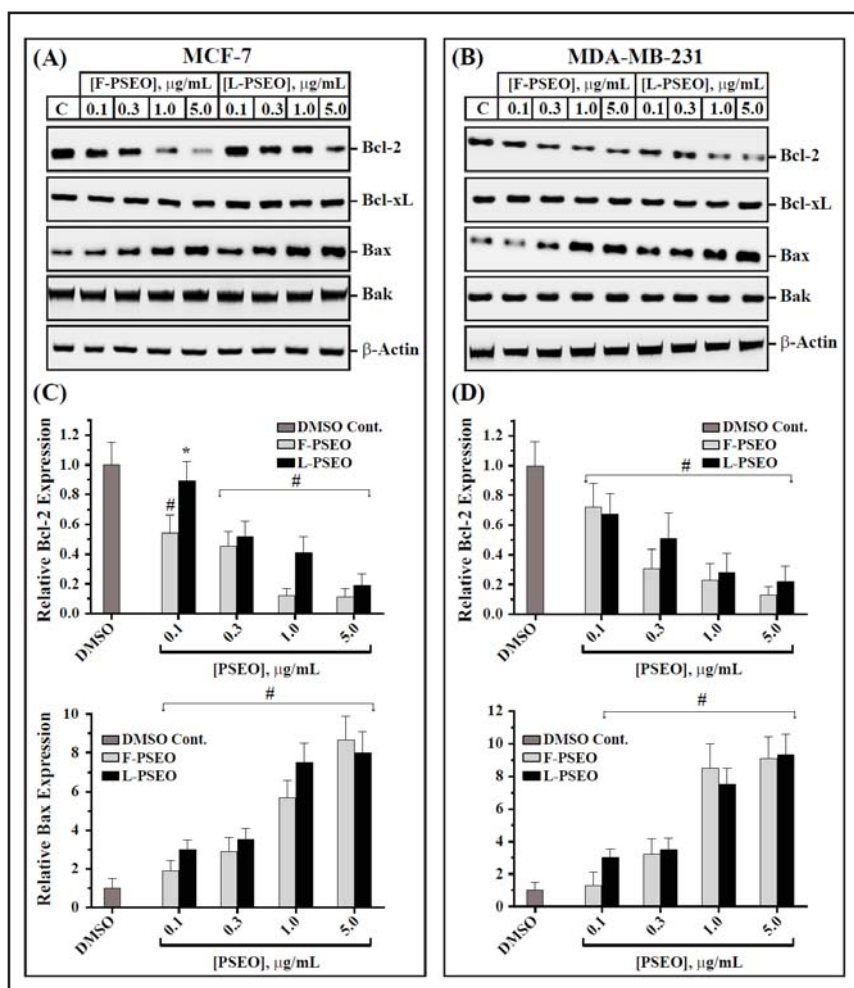 (A) MCF-7
[F-PSEO], μg/mL [L-PSEO], μg/mL
C 0.1 0.3 1.0 5.0 0.1 0.3 1.0 5.0
Bcl-2
Bcl-xL
Bax
Bak
β-Actin
(B) MDA-MB-231
[F-PSEO], μg/mL [L-PSEO], μg/mL
C 0.1 0.3 1.0 5.0 0.1 0.3 1.0 5.0
Bcl-2
Bcl-xL
Bax
Bak
β-Actin
(C)
Relative Bcl-2 Expression
1.2
1.0
0.8
0.6
0.4
0.2
0.0
DMSO Cont.
F-PSEO
L-PSEO
# * #
DMSO 0.1 0.3 1.0 5.0
[PSEO], μg/mL
#
Relative Bax Expression
10
8
6
4
2
0
DMSO Cont.
F-PSEO
L-PSEO
DMSO 0.1 0.3 1.0 5.0
[PSEO], μg/mL
(D)
Relative Bcl-2 Expression
1.2
1.0
0.8
0.6
0.4
0.2
0.0
DMSO Cont.
F-PSEO
L-PSEO
#
DMSO 0.1 0.3 1.0 5.0
[PSEO], μg/mL
#
12
10
8
6
4
2
0
DMSO Cont.
F-PSEO
L-PSEO
DMSO 0.1 0.3 1.0 5.0
[PSEO], μg/mL